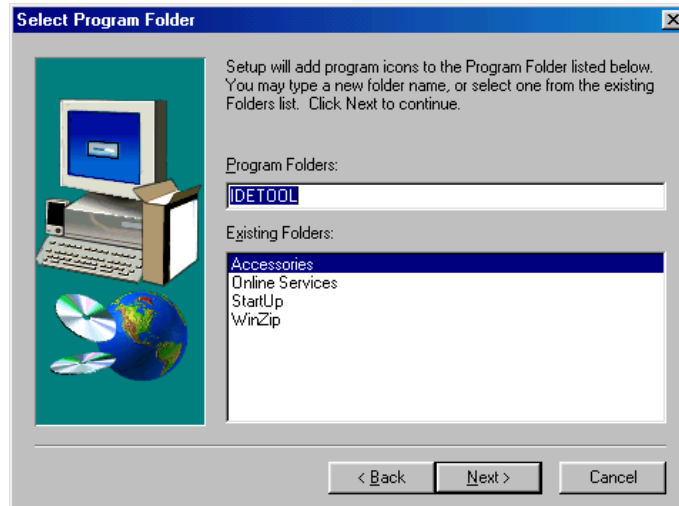 Select Program Folder
Setup will add program icons to the Program Folder listed below.
You may type a new folder name, or select one from the existing
Folders list.  Click Next to continue.
Program Folders:
IDETOOL
Existing Folders:
Accessories
Online Services
StartUp
WinZip
< Back
Next >
Cancel